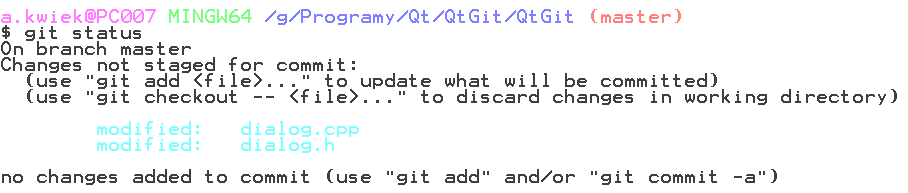 a.kwiek@PC007 MINGW64 /g/Programy/Qt/QtGit/QtGit (master)
$ git status
On branch master
Changes not staged for commit:
  (use "git add <file>..." to update what will be committed)
  (use "git checkout -- <file>..." to discard changes in working directory)

        modified:   dialog.cpp
        modified:   dialog.h

no changes added to commit (use "git add" and/or "git commit -a")